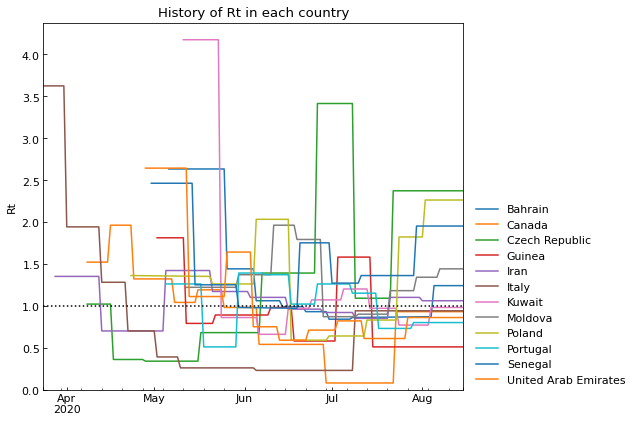 History of Rt in each country
Rt
4.0
3.5
3.0
2.5
2.0
1.5
1.0
0.5
0.0
Apr
2020
May
Jun
Jul
Aug
Bahrain
Canada
Czech Republic
Guinea
Iran
Italy
Kuwait
Moldova
Poland
Portugal
Senegal
United Arab Emirates